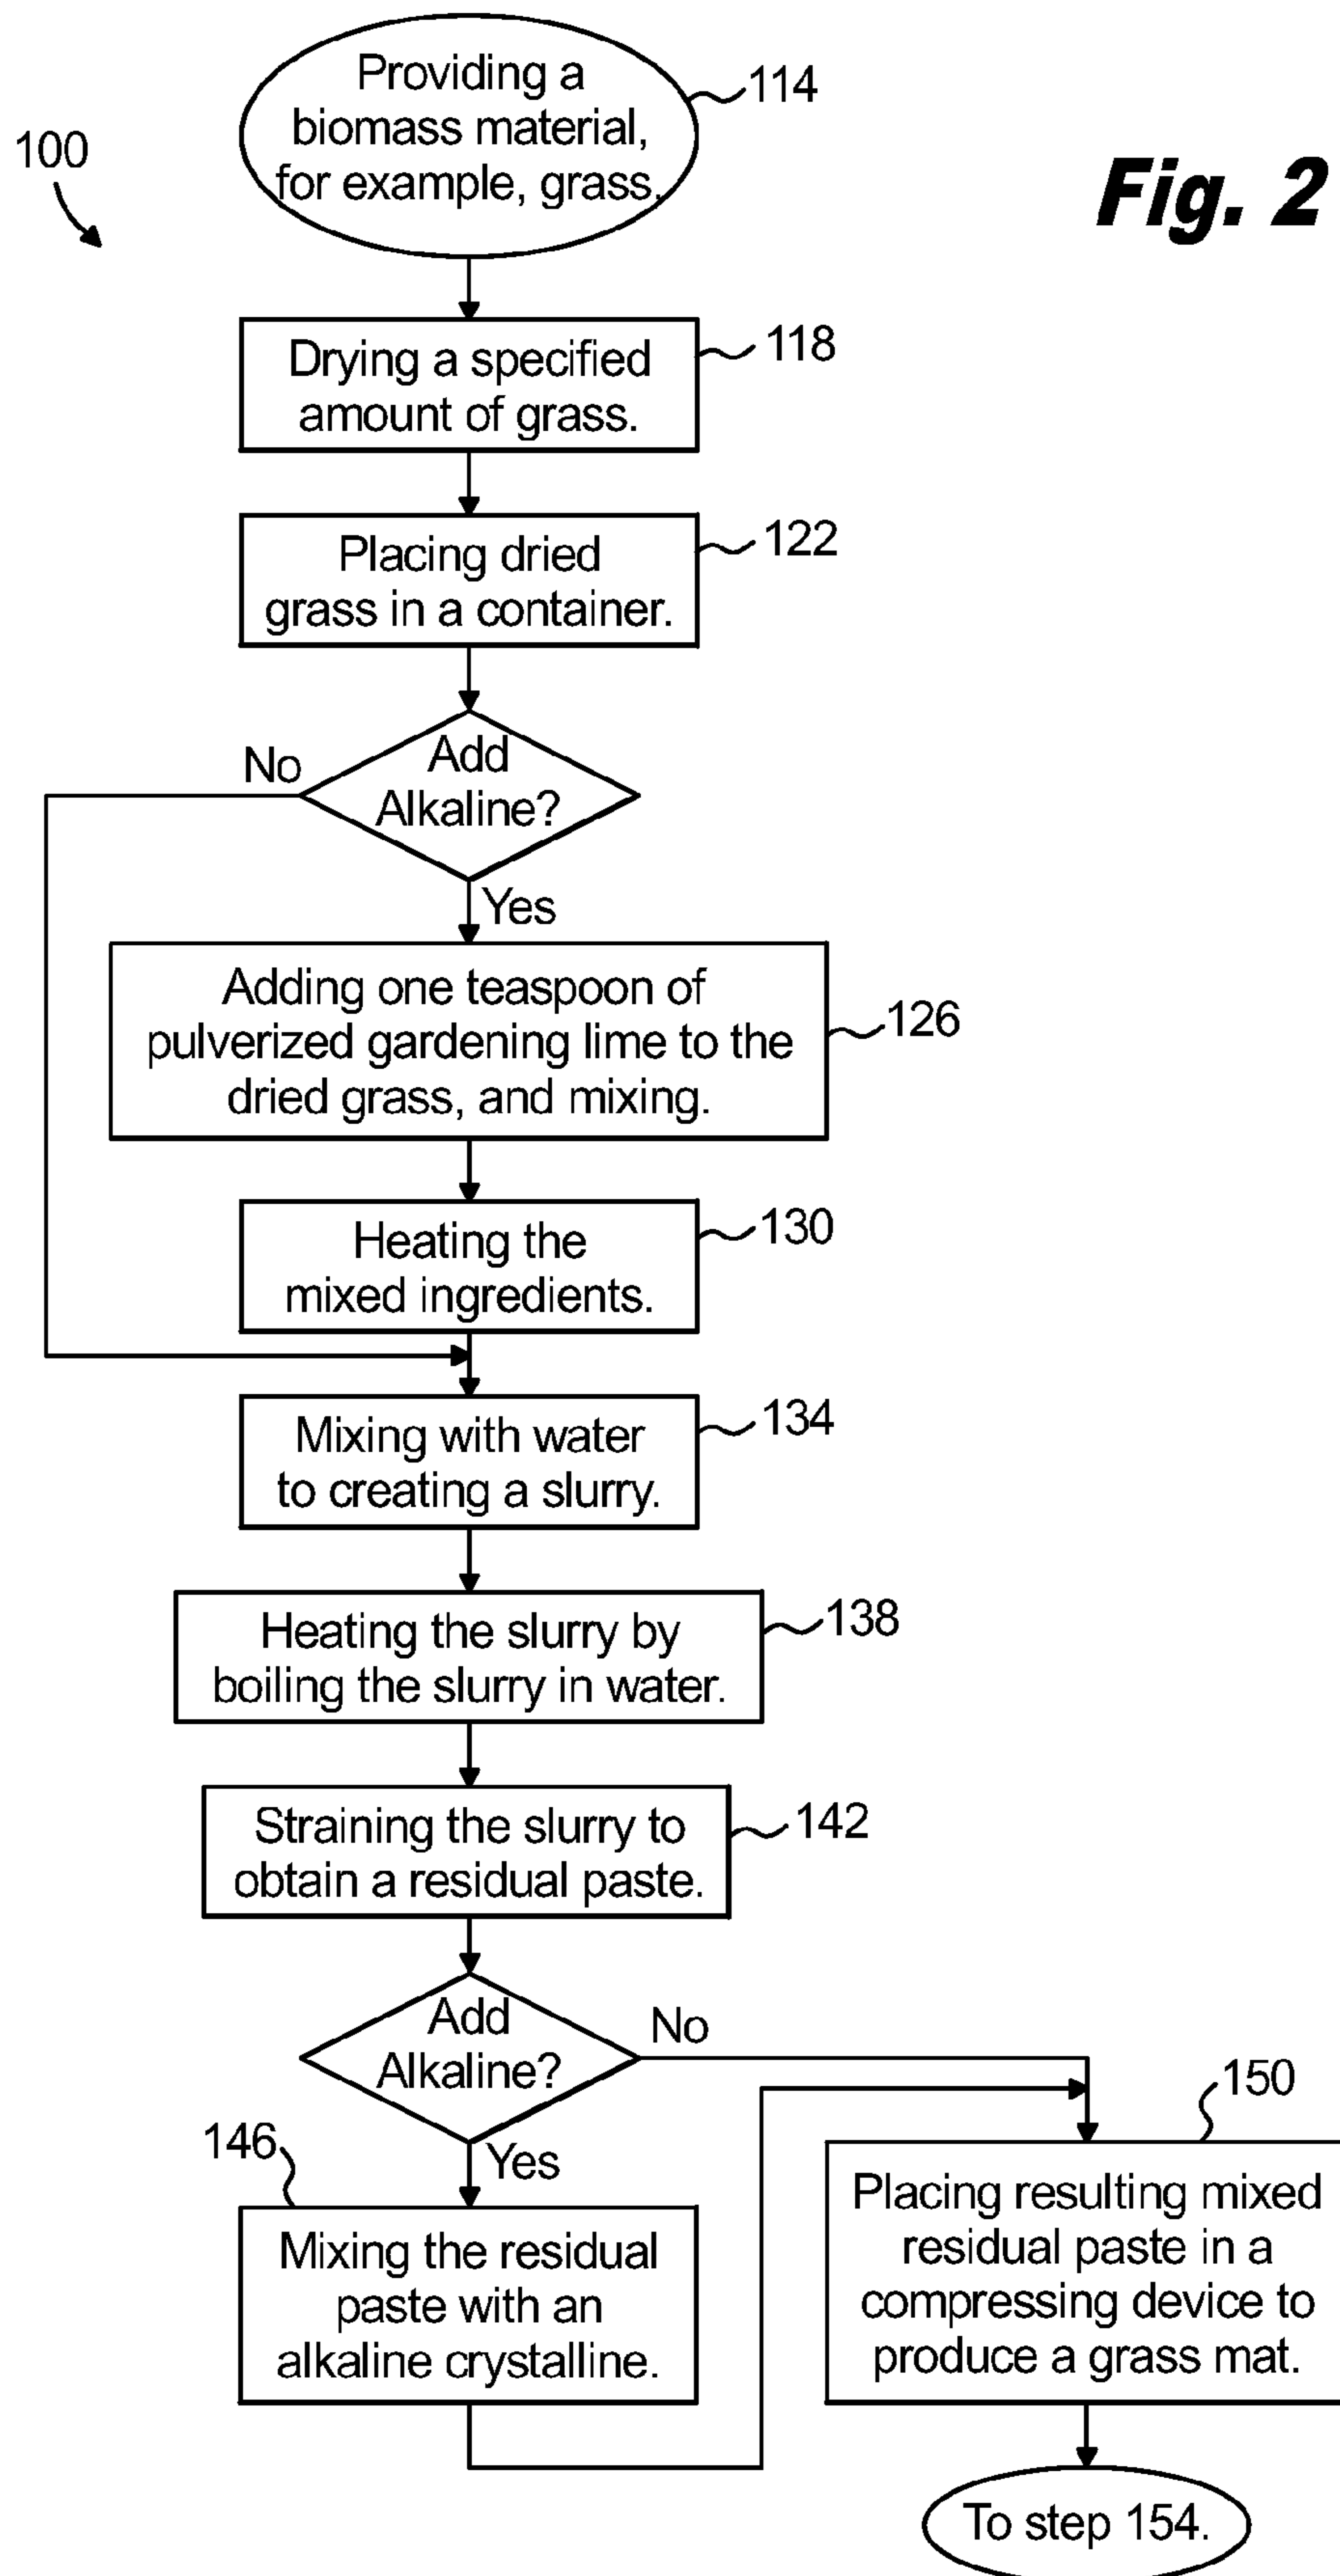 Providing a
biomass material,
for example, grass.
114
100
Fig. 2
Drying a specified
amount of grass.
118
Placing dried
grass in a container.
122
Add
Alkaline?
No
Yes
Adding one teaspoon of
pulverized gardening lime to the
dried grass, and mixing.
126
Heating the
mixed ingredients.
130
Mixing with water
to creating a slurry.
134
Heating the slurry by
boiling the slurry in water.
138
Straining the slurry to
obtain a residual paste.
142
Add
Alkaline?
No
Yes
146
Mixing the residual
paste with an
alkaline crystalline.
150
Placing resulting mixed
residual paste in a
compressing device to
produce a grass mat.
To step 154.